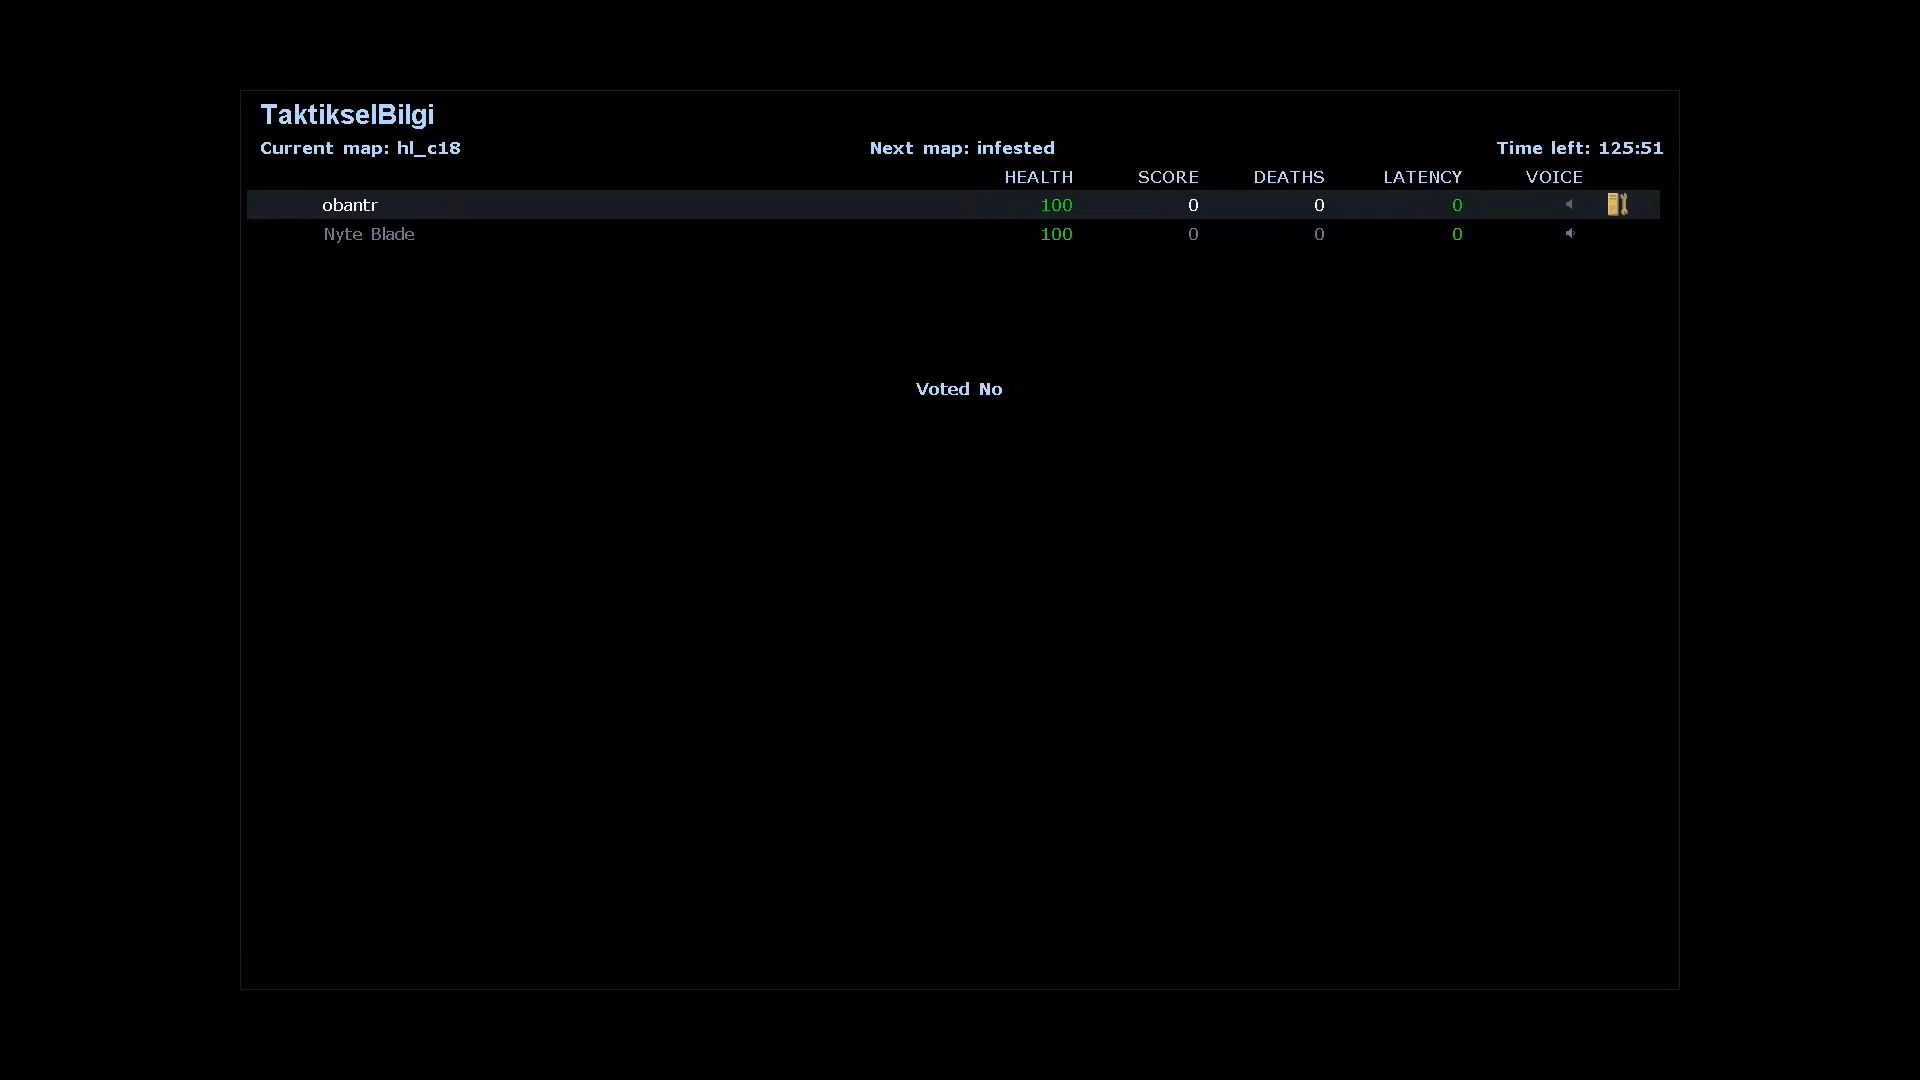 TaktikselBilgi
Current map: hl_c18 Next map: infested Time left: 125:51
HEALTH SCORE DEATHS LATENCY VOICE
obantr 100 0 0 0
Nyte Blade 100 0 0 0
Voted No